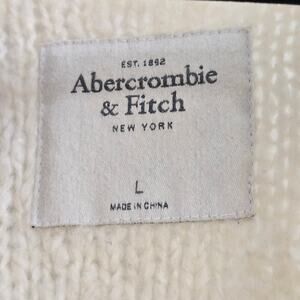 EST. 1892
Abercrombie
& Fitch
NEW YORK
L
MADE IN CHINA